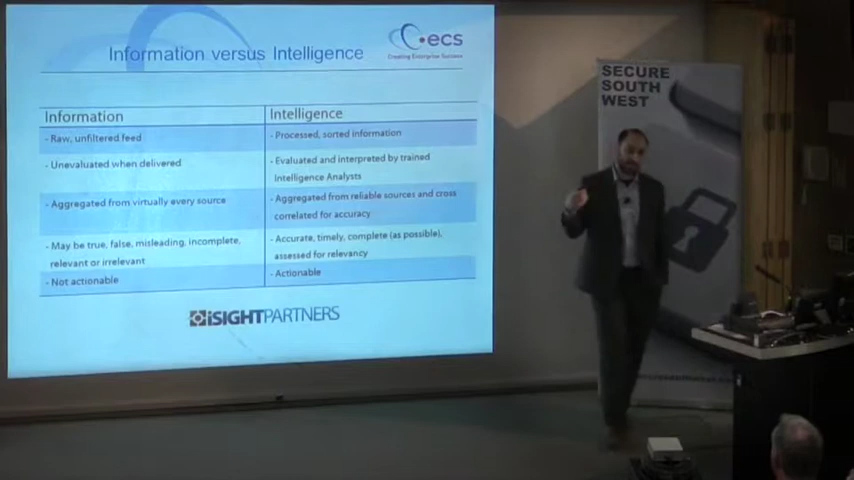 Information versus Intelligence
ecs
Creating Enterprise Success
Information
Intelligence
- Raw, unfiltered feed
- Processed, sorted information
- Unevaluated when delivered
- Evaluated and interpreted by trained
Intelligence Analysts
- Aggregated from virtually every source
- Aggregated from reliable sources and cross
correlated for accuracy
- May be true, false, misleading, incomplete,
relevant or irrelevant
- Accurate, timely, complete (as possible),
assessed for relevancy
- Not actionable
- Actionable
iSIGHTPARTNERS
SECURE
SOUTH
WEST